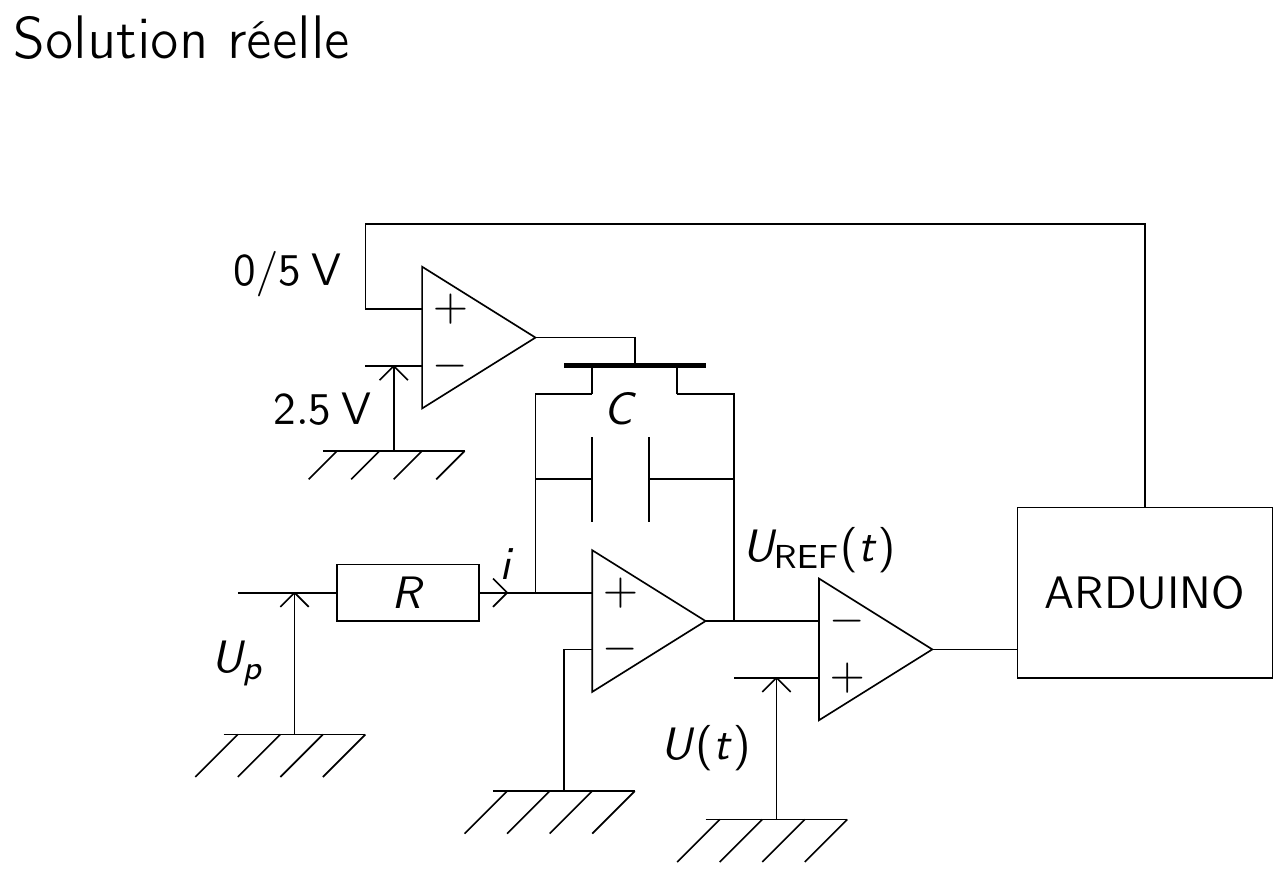 Solution réelle
0/5 V
+
−
2.5 V
C
i
R
+
−
U_p
U_REF(t)
−
+
U(t)
ARDUINO